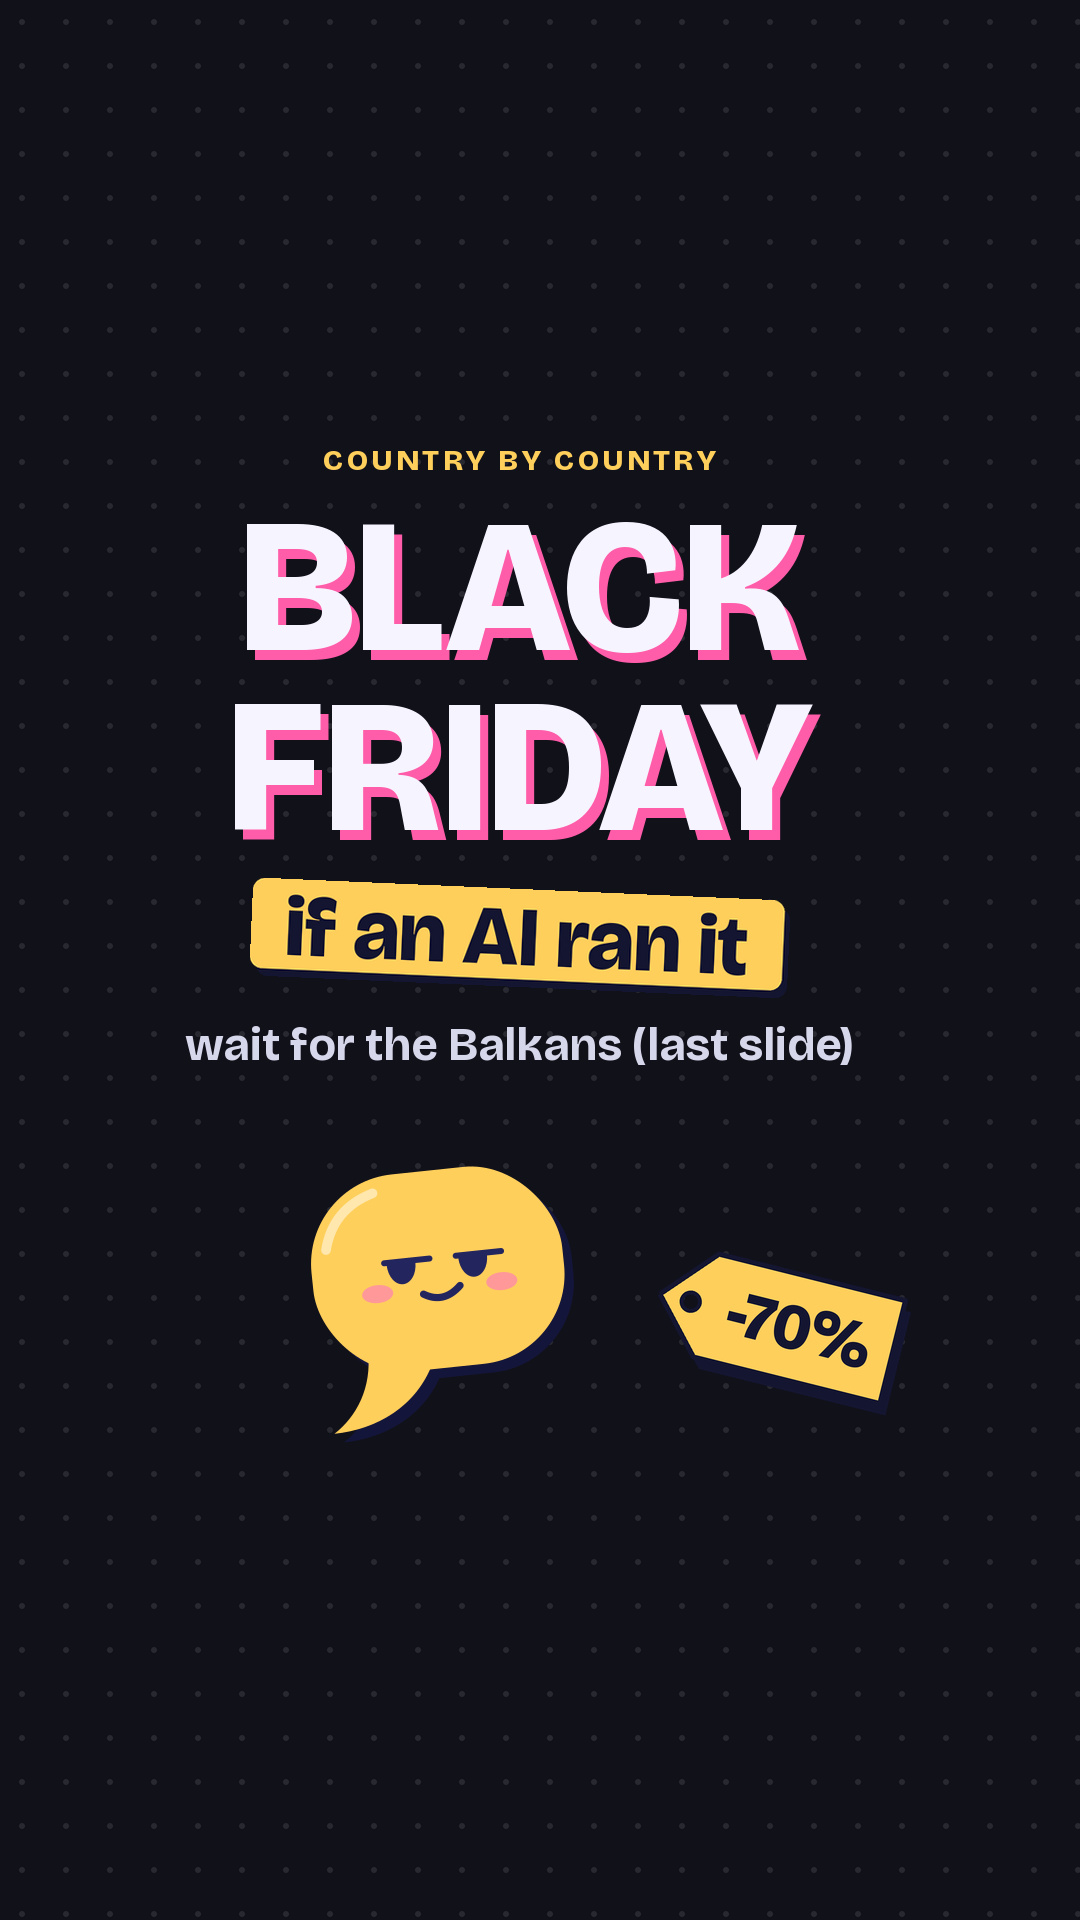 COUNTRY BY COUNTRY
BLACK
FRIDAY
if an AI ran it
wait for the Balkans (last slide)
-70%